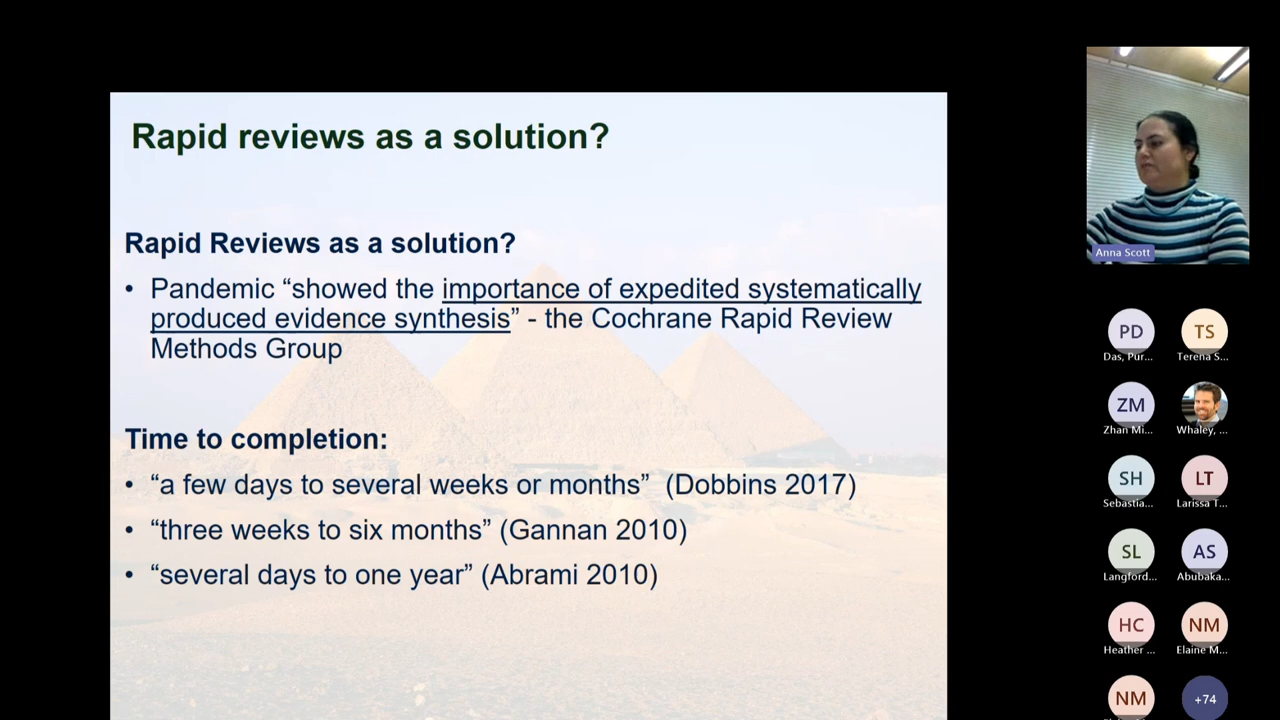 Rapid reviews as a solution?
Rapid Reviews as a solution?
• Pandemic “showed the importance of expedited systematically
produced evidence synthesis” - the Cochrane Rapid Review
Methods Group
Time to completion:
• “a few days to several weeks or months” (Dobbins 2017)
• “three weeks to six months” (Gannan 2010)
• “several days to one year” (Abrami 2010)
Anna Scott
PD
Das, Pur...
TS
Terena S...
ZM
Zhan Mi...
Whaley, ...
SH
Sebastia...
LT
Larissa T...
SL
Langford...
AS
Abubaka...
HC
Heather ...
NM
Elaine M...
NM
+74